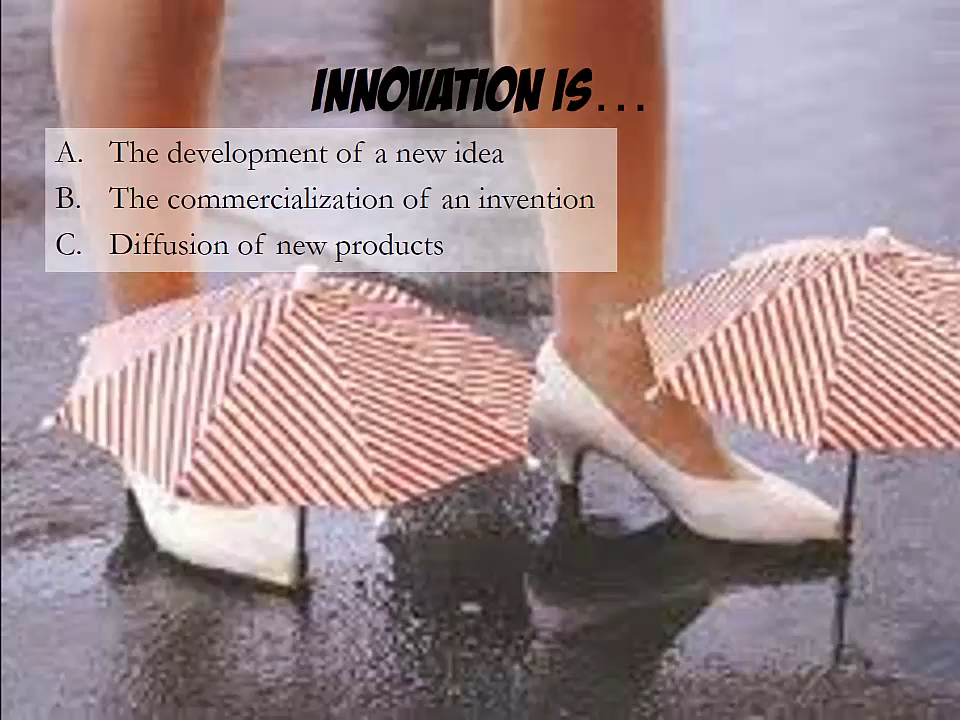 INNOVATION IS...
A. The development of a new idea
B. The commercialization of an invention
C. Diffusion of new products